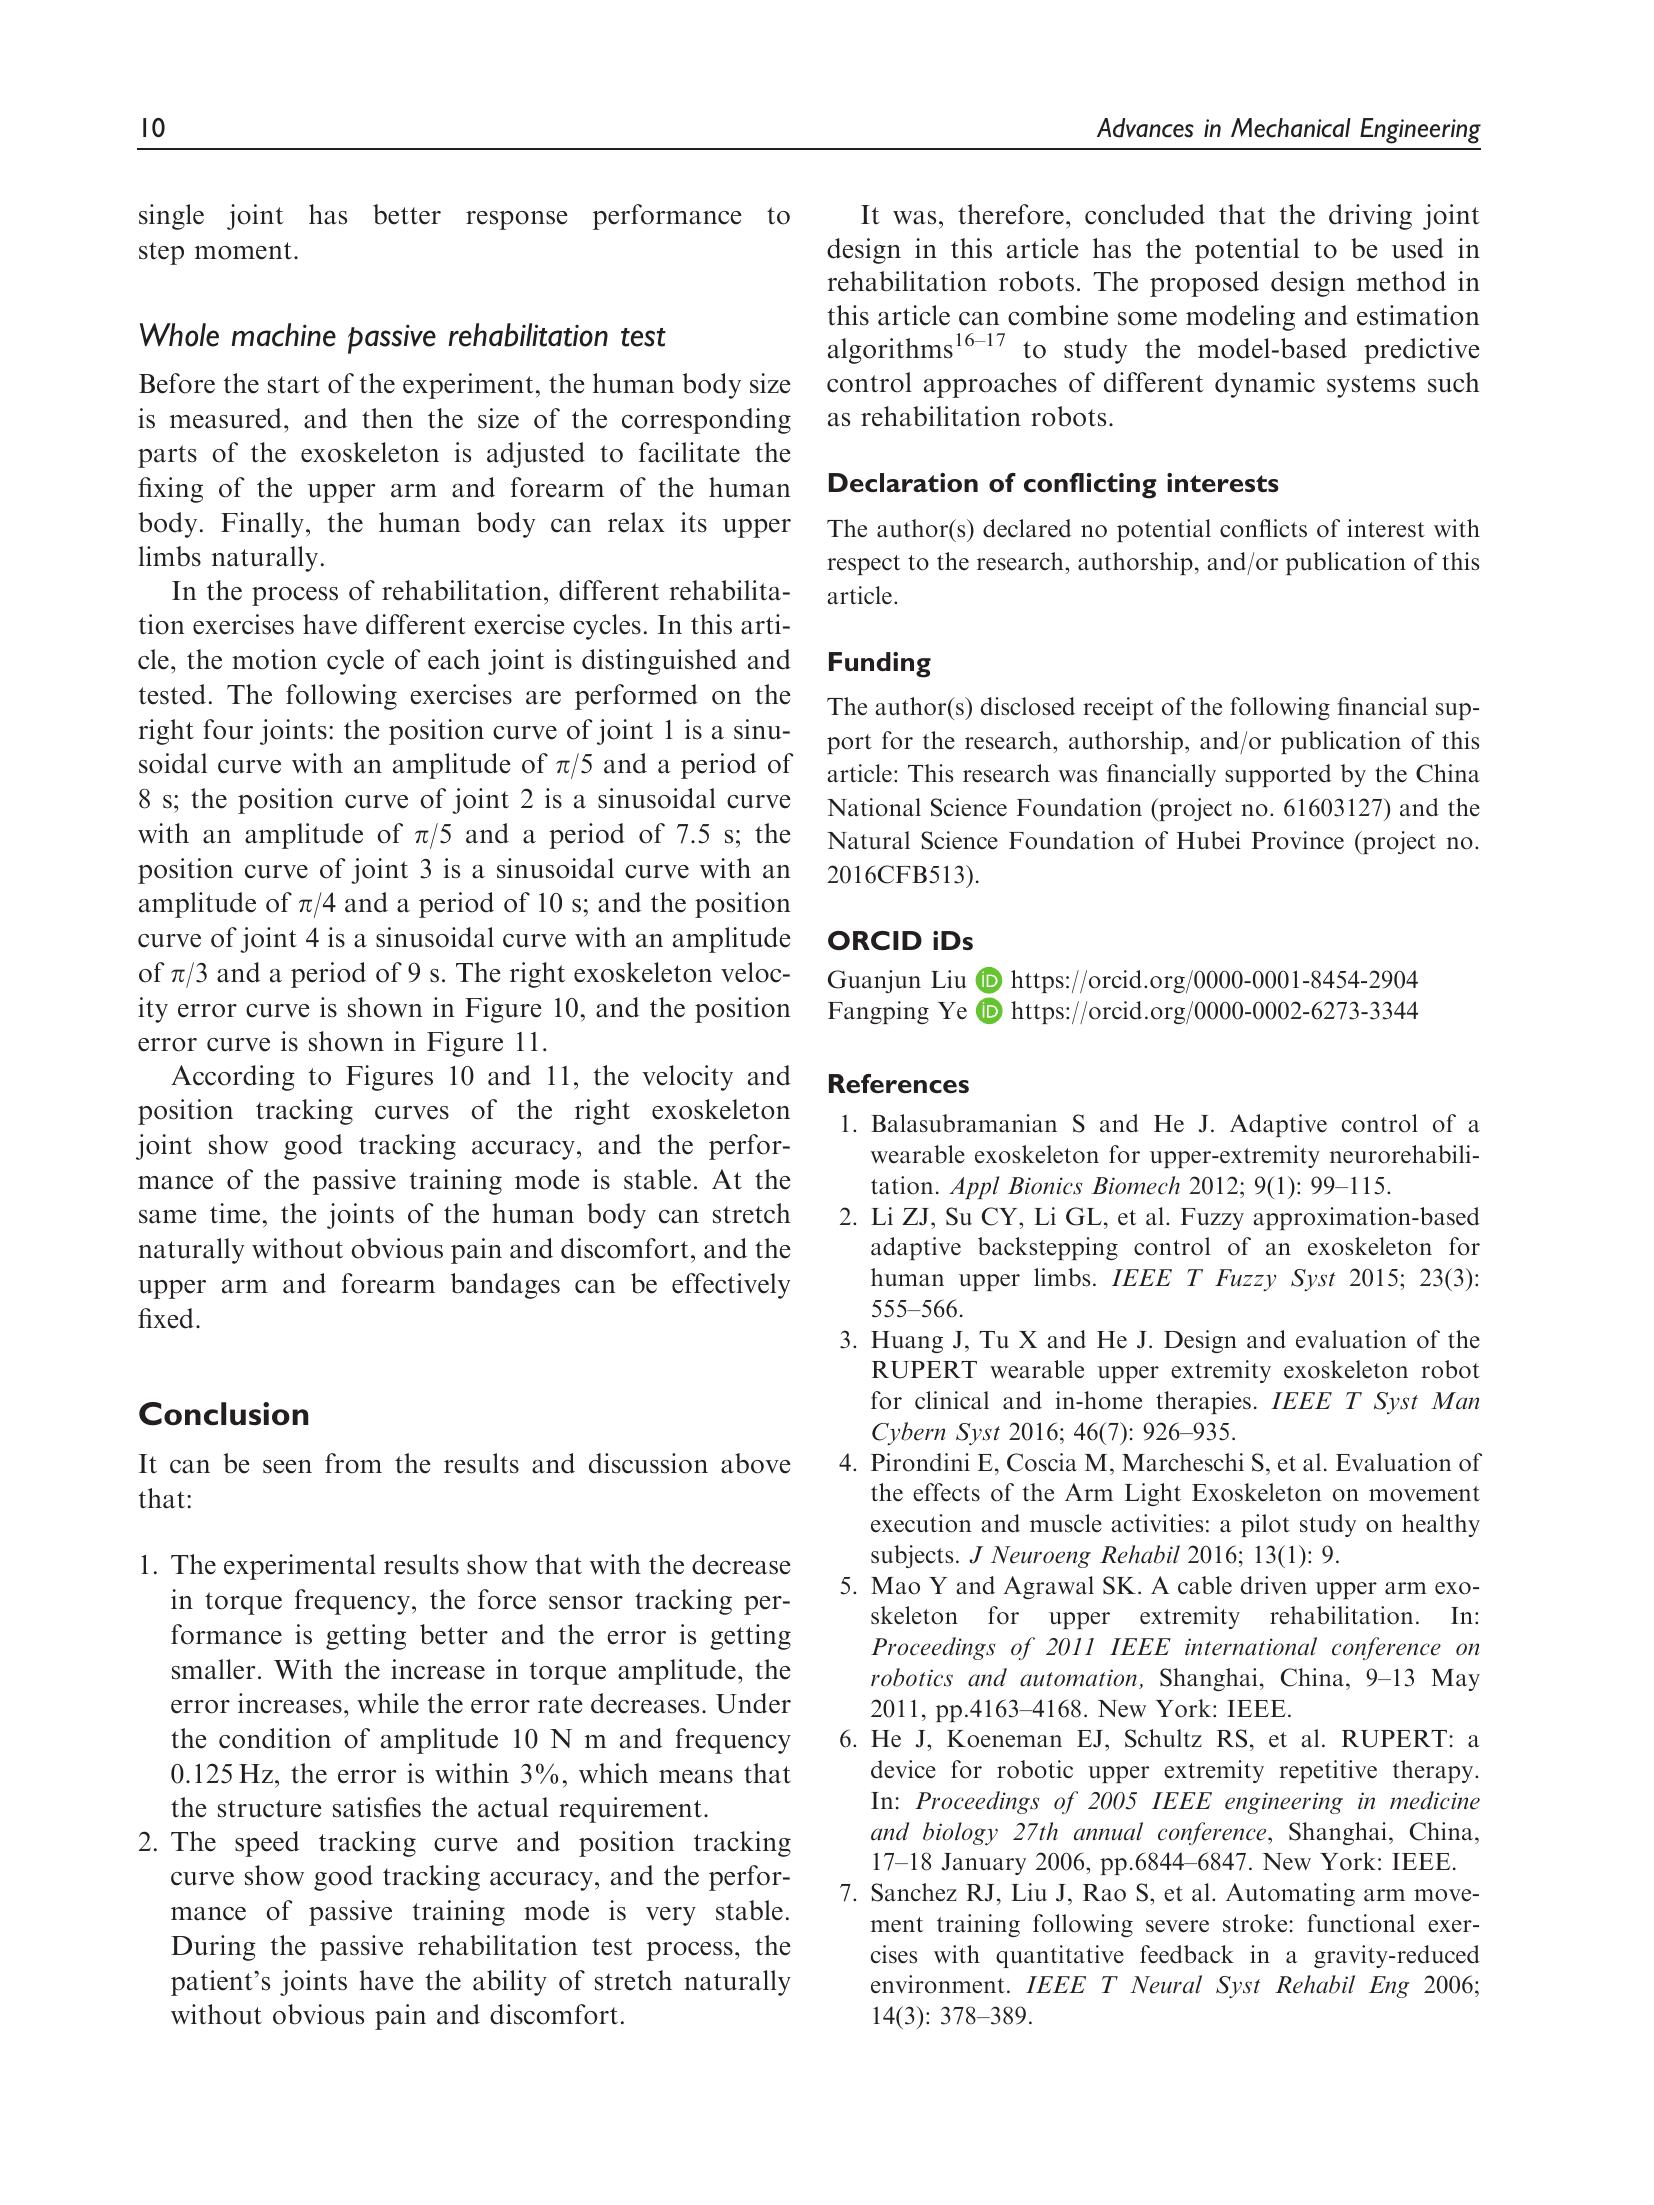 10
Advances in Mechanical Engineering
single joint has better response performance to
step moment.
Whole machine passive rehabilitation test
Before the start of the experiment, the human body size
is measured, and then the size of the corresponding
parts of the exoskeleton is adjusted to facilitate the
fixing of the upper arm and forearm of the human
body. Finally, the human body can relax its upper
limbs naturally.
In the process of rehabilitation, different rehabilita-
tion exercises have different exercise cycles. In this arti-
cle, the motion cycle of each joint is distinguished and
tested. The following exercises are performed on the
right four joints: the position curve of joint 1 is a sinu-
soidal curve with an amplitude of π/5 and a period of
8 s; the position curve of joint 2 is a sinusoidal curve
with an amplitude of π/5 and a period of 7.5 s; the
position curve of joint 3 is a sinusoidal curve with an
amplitude of π/4 and a period of 10 s; and the position
curve of joint 4 is a sinusoidal curve with an amplitude
of π/3 and a period of 9 s. The right exoskeleton veloc-
ity error curve is shown in Figure 10, and the position
error curve is shown in Figure 11.
According to Figures 10 and 11, the velocity and
position tracking curves of the right exoskeleton
joint show good tracking accuracy, and the perfor-
mance of the passive training mode is stable. At the
same time, the joints of the human body can stretch
naturally without obvious pain and discomfort, and the
upper arm and forearm bandages can be effectively
fixed.
Conclusion
It can be seen from the results and discussion above
that:
1. The experimental results show that with the decrease
in torque frequency, the force sensor tracking per-
formance is getting better and the error is getting
smaller. With the increase in torque amplitude, the
error increases, while the error rate decreases. Under
the condition of amplitude 10 N m and frequency
0.125 Hz, the error is within 3%, which means that
the structure satisfies the actual requirement.
2. The speed tracking curve and position tracking
curve show good tracking accuracy, and the perfor-
mance of passive training mode is very stable.
During the passive rehabilitation test process, the
patient's joints have the ability of stretch naturally
without obvious pain and discomfort.
It was, therefore, concluded that the driving joint
design in this article has the potential to be used in
rehabilitation robots. The proposed design method in
this article can combine some modeling and estimation
algorithms16–17 to study the model-based predictive
control approaches of different dynamic systems such
as rehabilitation robots.
Declaration of conflicting interests
The author(s) declared no potential conflicts of interest with
respect to the research, authorship, and/or publication of this
article.
Funding
The author(s) disclosed receipt of the following financial sup-
port for the research, authorship, and/or publication of this
article: This research was financially supported by the China
National Science Foundation (project no. 61603127) and the
Natural Science Foundation of Hubei Province (project no.
2016CFB513).
ORCID iDs
Guanjun Liu iD https://orcid.org/0000-0001-8454-2904
Fangping Ye iD https://orcid.org/0000-0002-6273-3344
References
1. Balasubramanian S and He J. Adaptive control of a
wearable exoskeleton for upper-extremity neurorehabili-
tation. Appl Bionics Biomech 2012; 9(1): 99–115.
2. Li ZJ, Su CY, Li GL, et al. Fuzzy approximation-based
adaptive backstepping control of an exoskeleton for
human upper limbs. IEEE T Fuzzy Syst 2015; 23(3):
555–566.
3. Huang J, Tu X and He J. Design and evaluation of the
RUPERT wearable upper extremity exoskeleton robot
for clinical and in-home therapies. IEEE T Syst Man
Cybern Syst 2016; 46(7): 926–935.
4. Pirondini E, Coscia M, Marcheschi S, et al. Evaluation of
the effects of the Arm Light Exoskeleton on movement
execution and muscle activities: a pilot study on healthy
subjects. J Neuroeng Rehabil 2016; 13(1): 9.
5. Mao Y and Agrawal SK. A cable driven upper arm exo-
skeleton for upper extremity rehabilitation. In:
Proceedings of 2011 IEEE international conference on
robotics and automation, Shanghai, China, 9–13 May
2011, pp.4163–4168. New York: IEEE.
6. He J, Koeneman EJ, Schultz RS, et al. RUPERT: a
device for robotic upper extremity repetitive therapy.
In: Proceedings of 2005 IEEE engineering in medicine
and biology 27th annual conference, Shanghai, China,
17–18 January 2006, pp.6844–6847. New York: IEEE.
7. Sanchez RJ, Liu J, Rao S, et al. Automating arm move-
ment training following severe stroke: functional exer-
cises with quantitative feedback in a gravity-reduced
environment. IEEE T Neural Syst Rehabil Eng 2006;
14(3): 378–389.